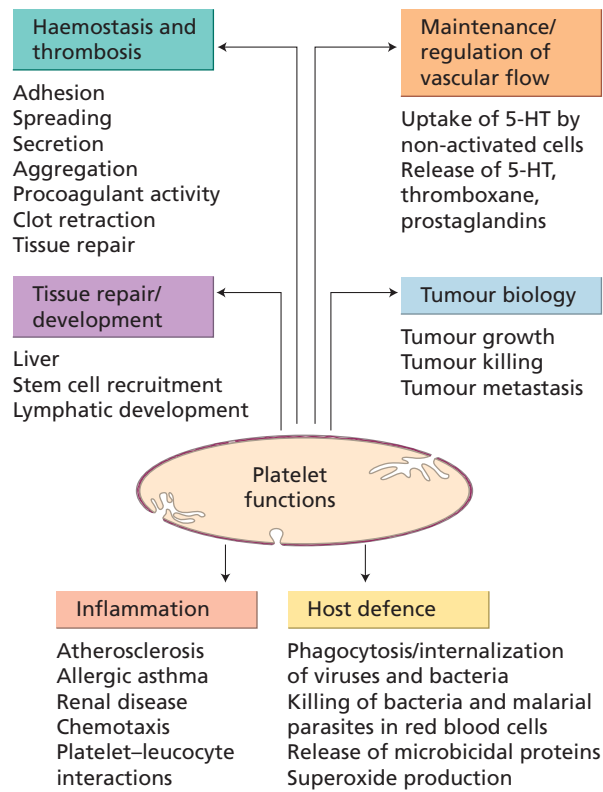 Haemostasis and
thrombosis
Adhesion
Spreading
Secretion
Aggregation
Procoagulant activity
Clot retraction
Tissue repair
Maintenance/
regulation of
vascular flow
Uptake of 5-HT by
non-activated cells
Release of 5-HT,
thromboxane,
prostaglandins
Tissue repair/
development
Liver
Stem cell recruitment
Lymphatic development
Tumour biology
Tumour growth
Tumour killing
Tumour metastasis
Platelet
functions
Inflammation
Atherosclerosis
Allergic asthma
Renal disease
Chemotaxis
Platelet–leucocyte
interactions
Host defence
Phagocytosis/internalization
of viruses and bacteria
Killing of bacteria and malarial
parasites in red blood cells
Release of microbicidal proteins
Superoxide production